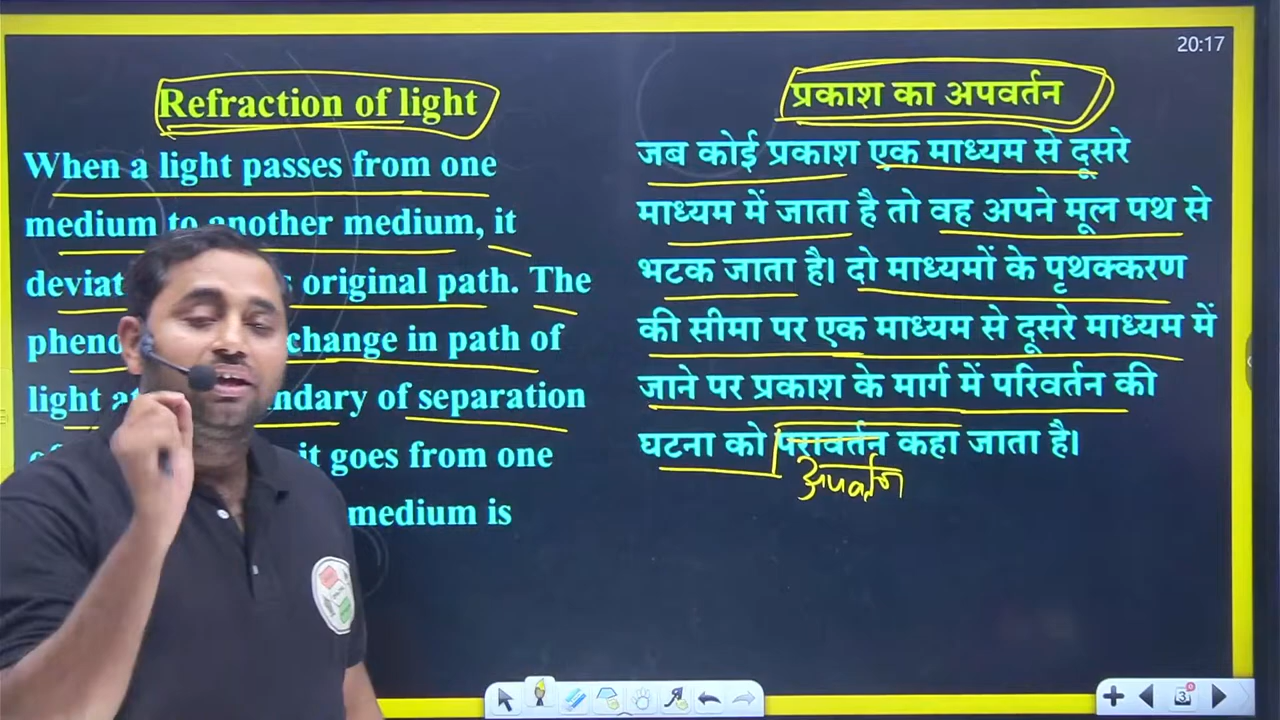 20:17
Refraction of light
When a light passes from one
medium to another medium, it
deviat original path. The
pheno change in path of
light at ndary of separation
it goes from one
medium is
प्रकाश का अपवर्तन
जब कोई प्रकाश एक माध्यम से दूसरे
माध्यम में जाता है तो वह अपने मूल पथ से
भटक जाता है। दो माध्यमों के पृथक्करण
की सीमा पर एक माध्यम से दूसरे माध्यम में
जाने पर प्रकाश के मार्ग में परिवर्तन की
घटना को परावर्तन कहा जाता है।
अपवर्तन
3